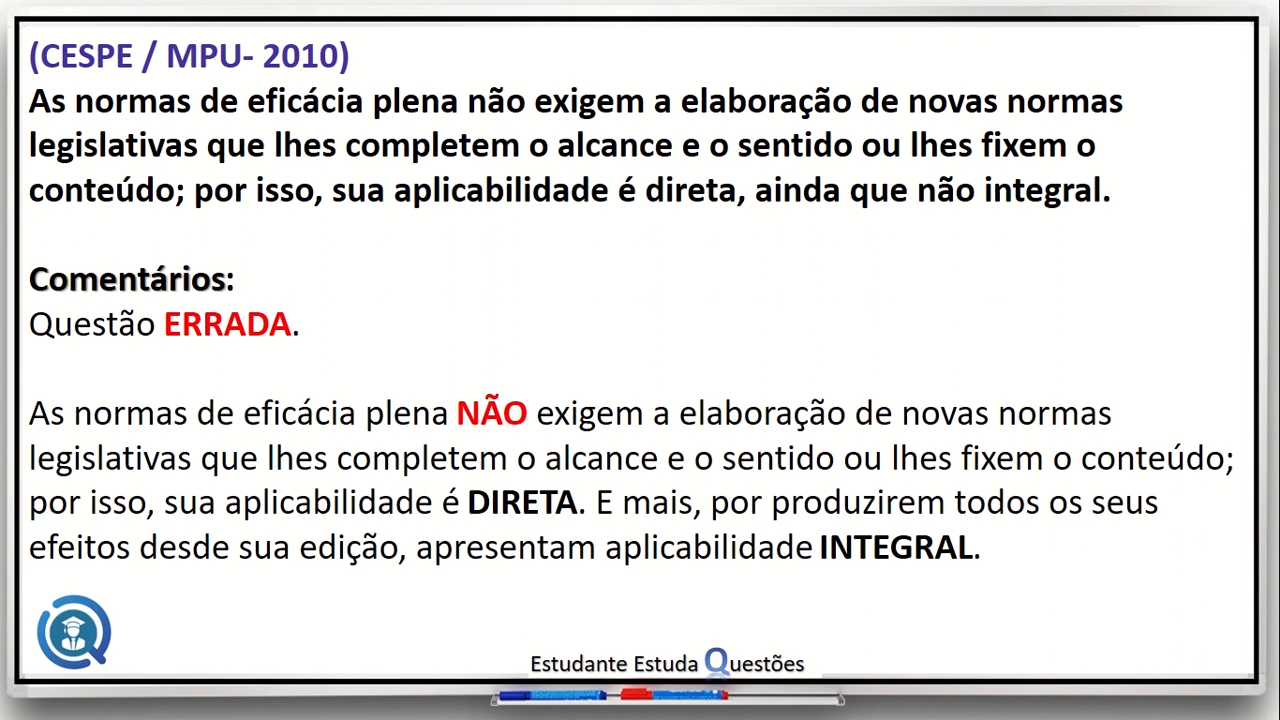 (CESPE / MPU- 2010)
As normas de eficácia plena não exigem a elaboração de novas normas
legislativas que lhes completem o alcance e o sentido ou lhes fixem o
conteúdo; por isso, sua aplicabilidade é direta, ainda que não integral.
Comentários:
Questão ERRADA.
As normas de eficácia plena NÃO exigem a elaboração de novas normas
legislativas que lhes completem o alcance e o sentido ou lhes fixem o conteúdo;
por isso, sua aplicabilidade é DIRETA. E mais, por produzirem todos os seus
efeitos desde sua edição, apresentam aplicabilidade INTEGRAL.
Estudante Estuda Questões